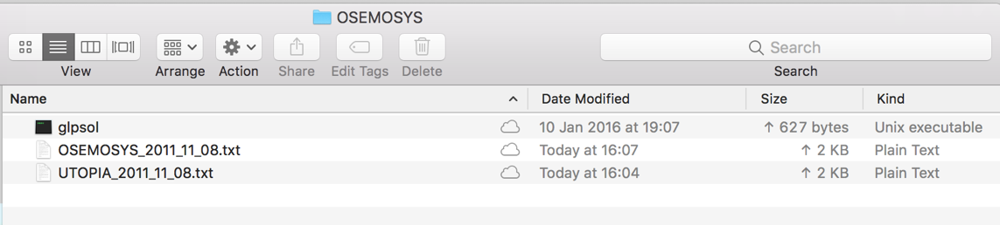 OSEMOSYS
Search
View Arrange Action Share Edit Tags Delete Search
Name Date Modified Size Kind
glpsol 10 Jan 2016 at 19:07 ↑ 627 bytes Unix executable
OSEMOSYS_2011_11_08.txt Today at 16:07 ↑ 2 KB Plain Text
UTOPIA_2011_11_08.txt Today at 16:04 ↑ 2 KB Plain Text